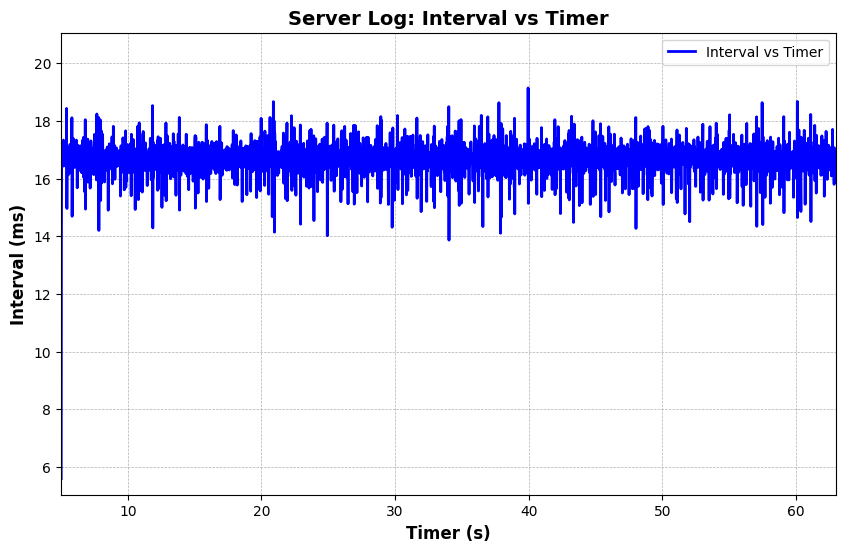 Server Log: Interval vs Timer
Interval vs Timer
20
18
16
14
12
10
8
6
Interval (ms)
10 20 30 40 50 60
Timer (s)